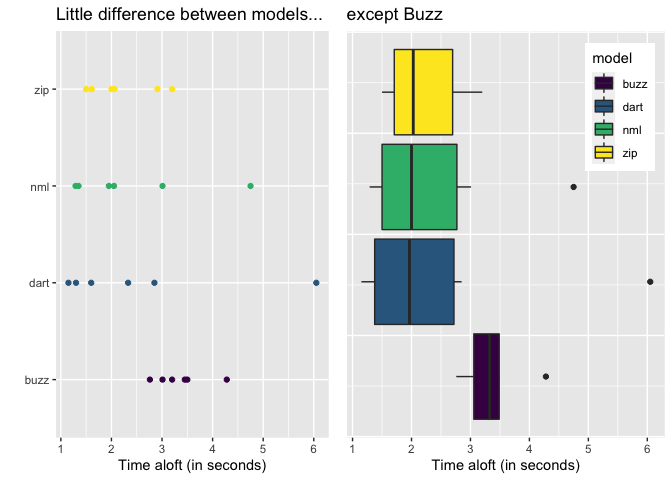 Little difference between models...
zip
nml
dart
buzz
1 2 3 4 5 6
Time aloft (in seconds)
except Buzz
model
buzz
dart
nml
zip
1 2 3 4 5 6
Time aloft (in seconds)